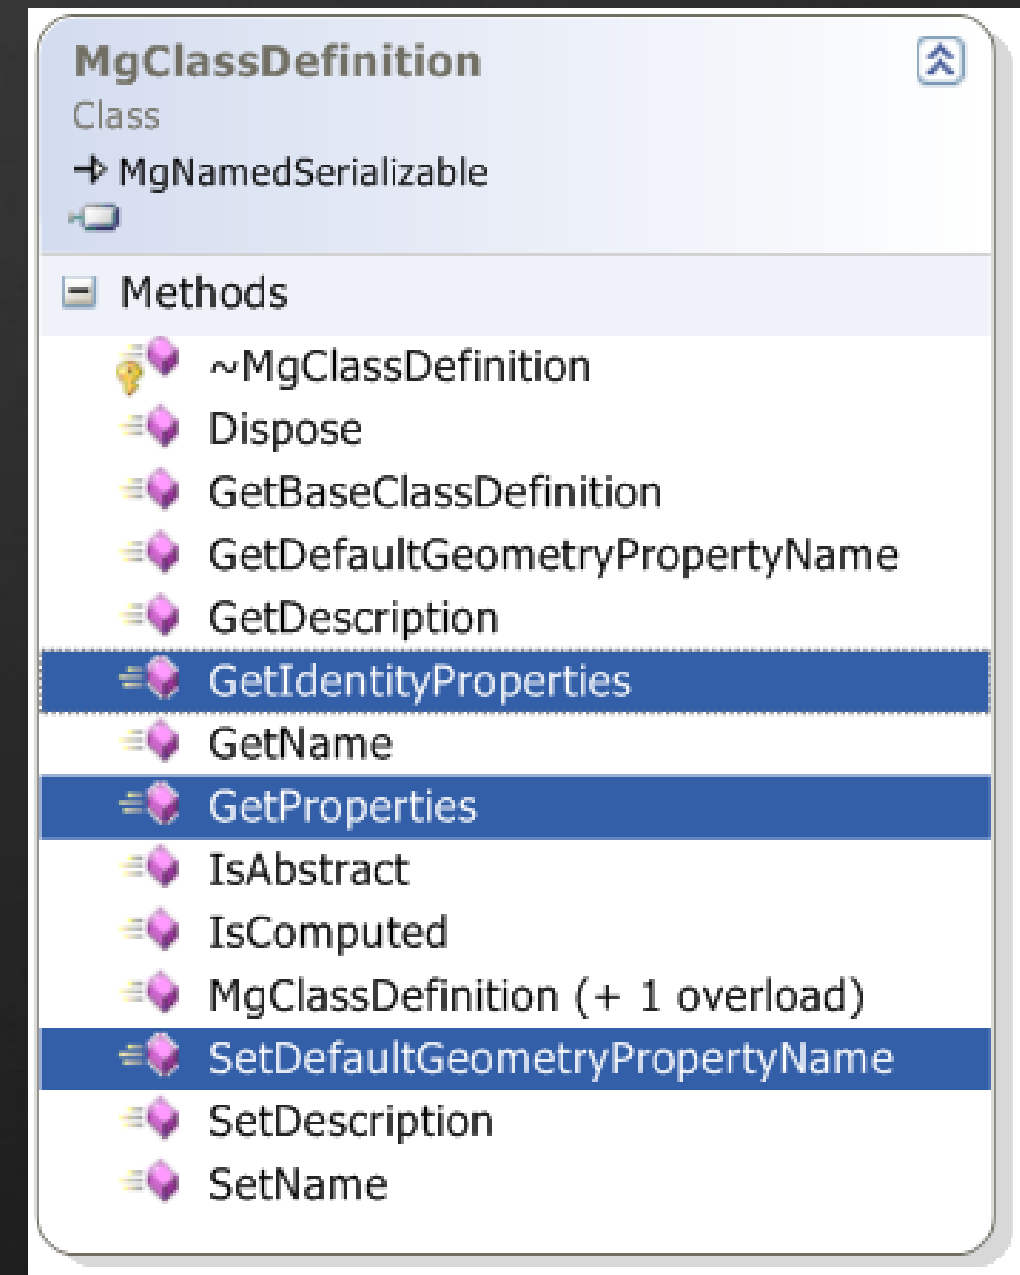 MgClassDefinition
Class
MgNamedSerializable
Methods
~MgClassDefinition
Dispose
GetBaseClassDefinition
GetDefaultGeometryPropertyName
GetDescription
GetIdentityProperties
GetName
GetProperties
IsAbstract
IsComputed
MgClassDefinition (+ 1 overload)
SetDefaultGeometryPropertyName
SetDescription
SetName